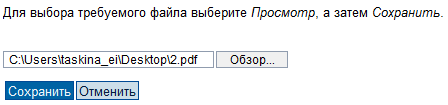 Для выбора требуемого файла выберите Просмотр, а затем Сохранить.
C:\Users\taskina_ei\Desktop\2.pdf Обзор...
Сохранить Отменить